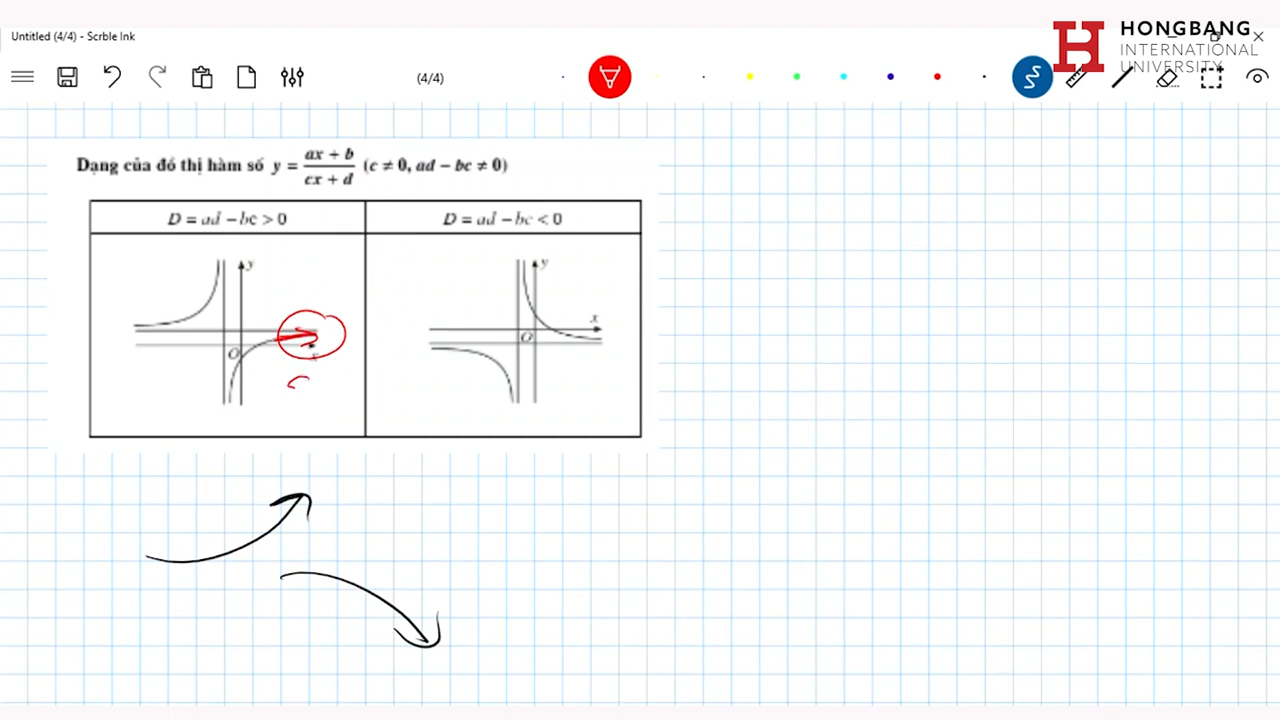 Untitled (4/4) - Scrble Ink
HONGBANG
INTERNATIONAL
UNIVERSITY
(4/4)
Dạng của đồ thị hàm số y = \frac{ax + b}{cx + d} (c ≠ 0, ad − bc ≠ 0)
D = ad − bc > 0
D = ad − bc < 0
y
O
x
y
x
O